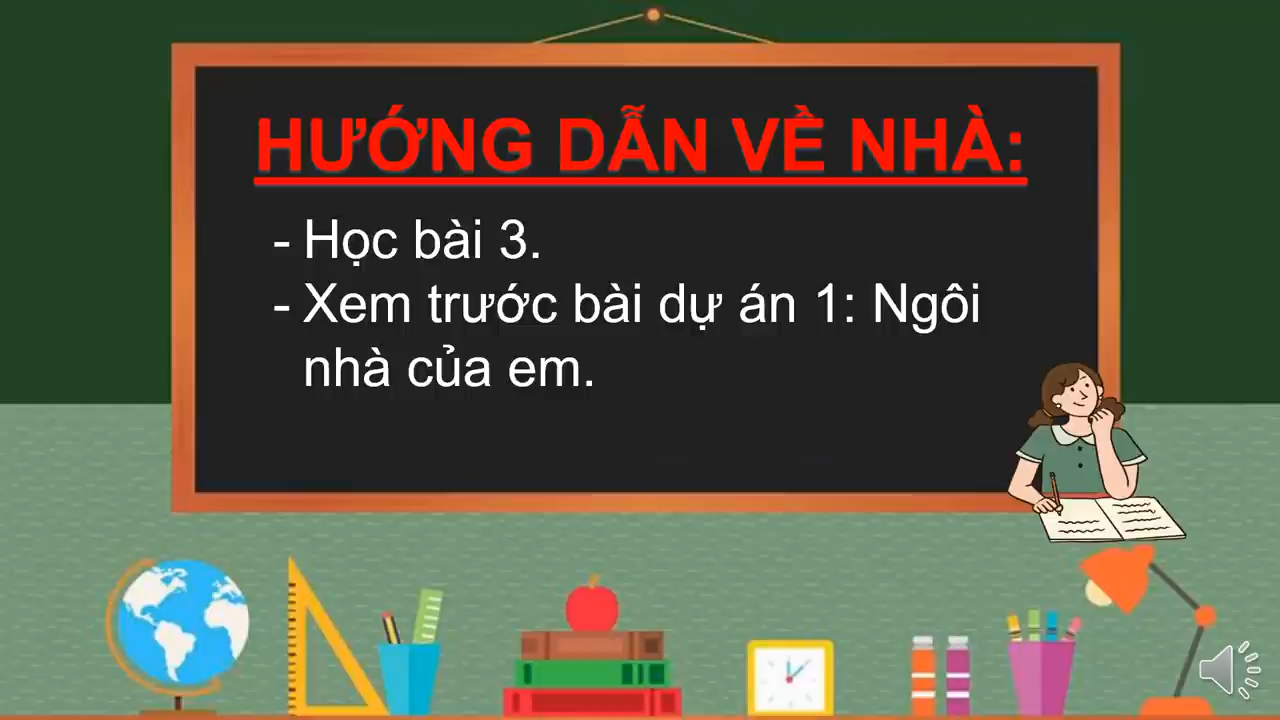 HƯỚNG DẪN VỀ NHÀ:
- Học bài 3.
- Xem trước bài dự án 1: Ngôi
nhà của em.